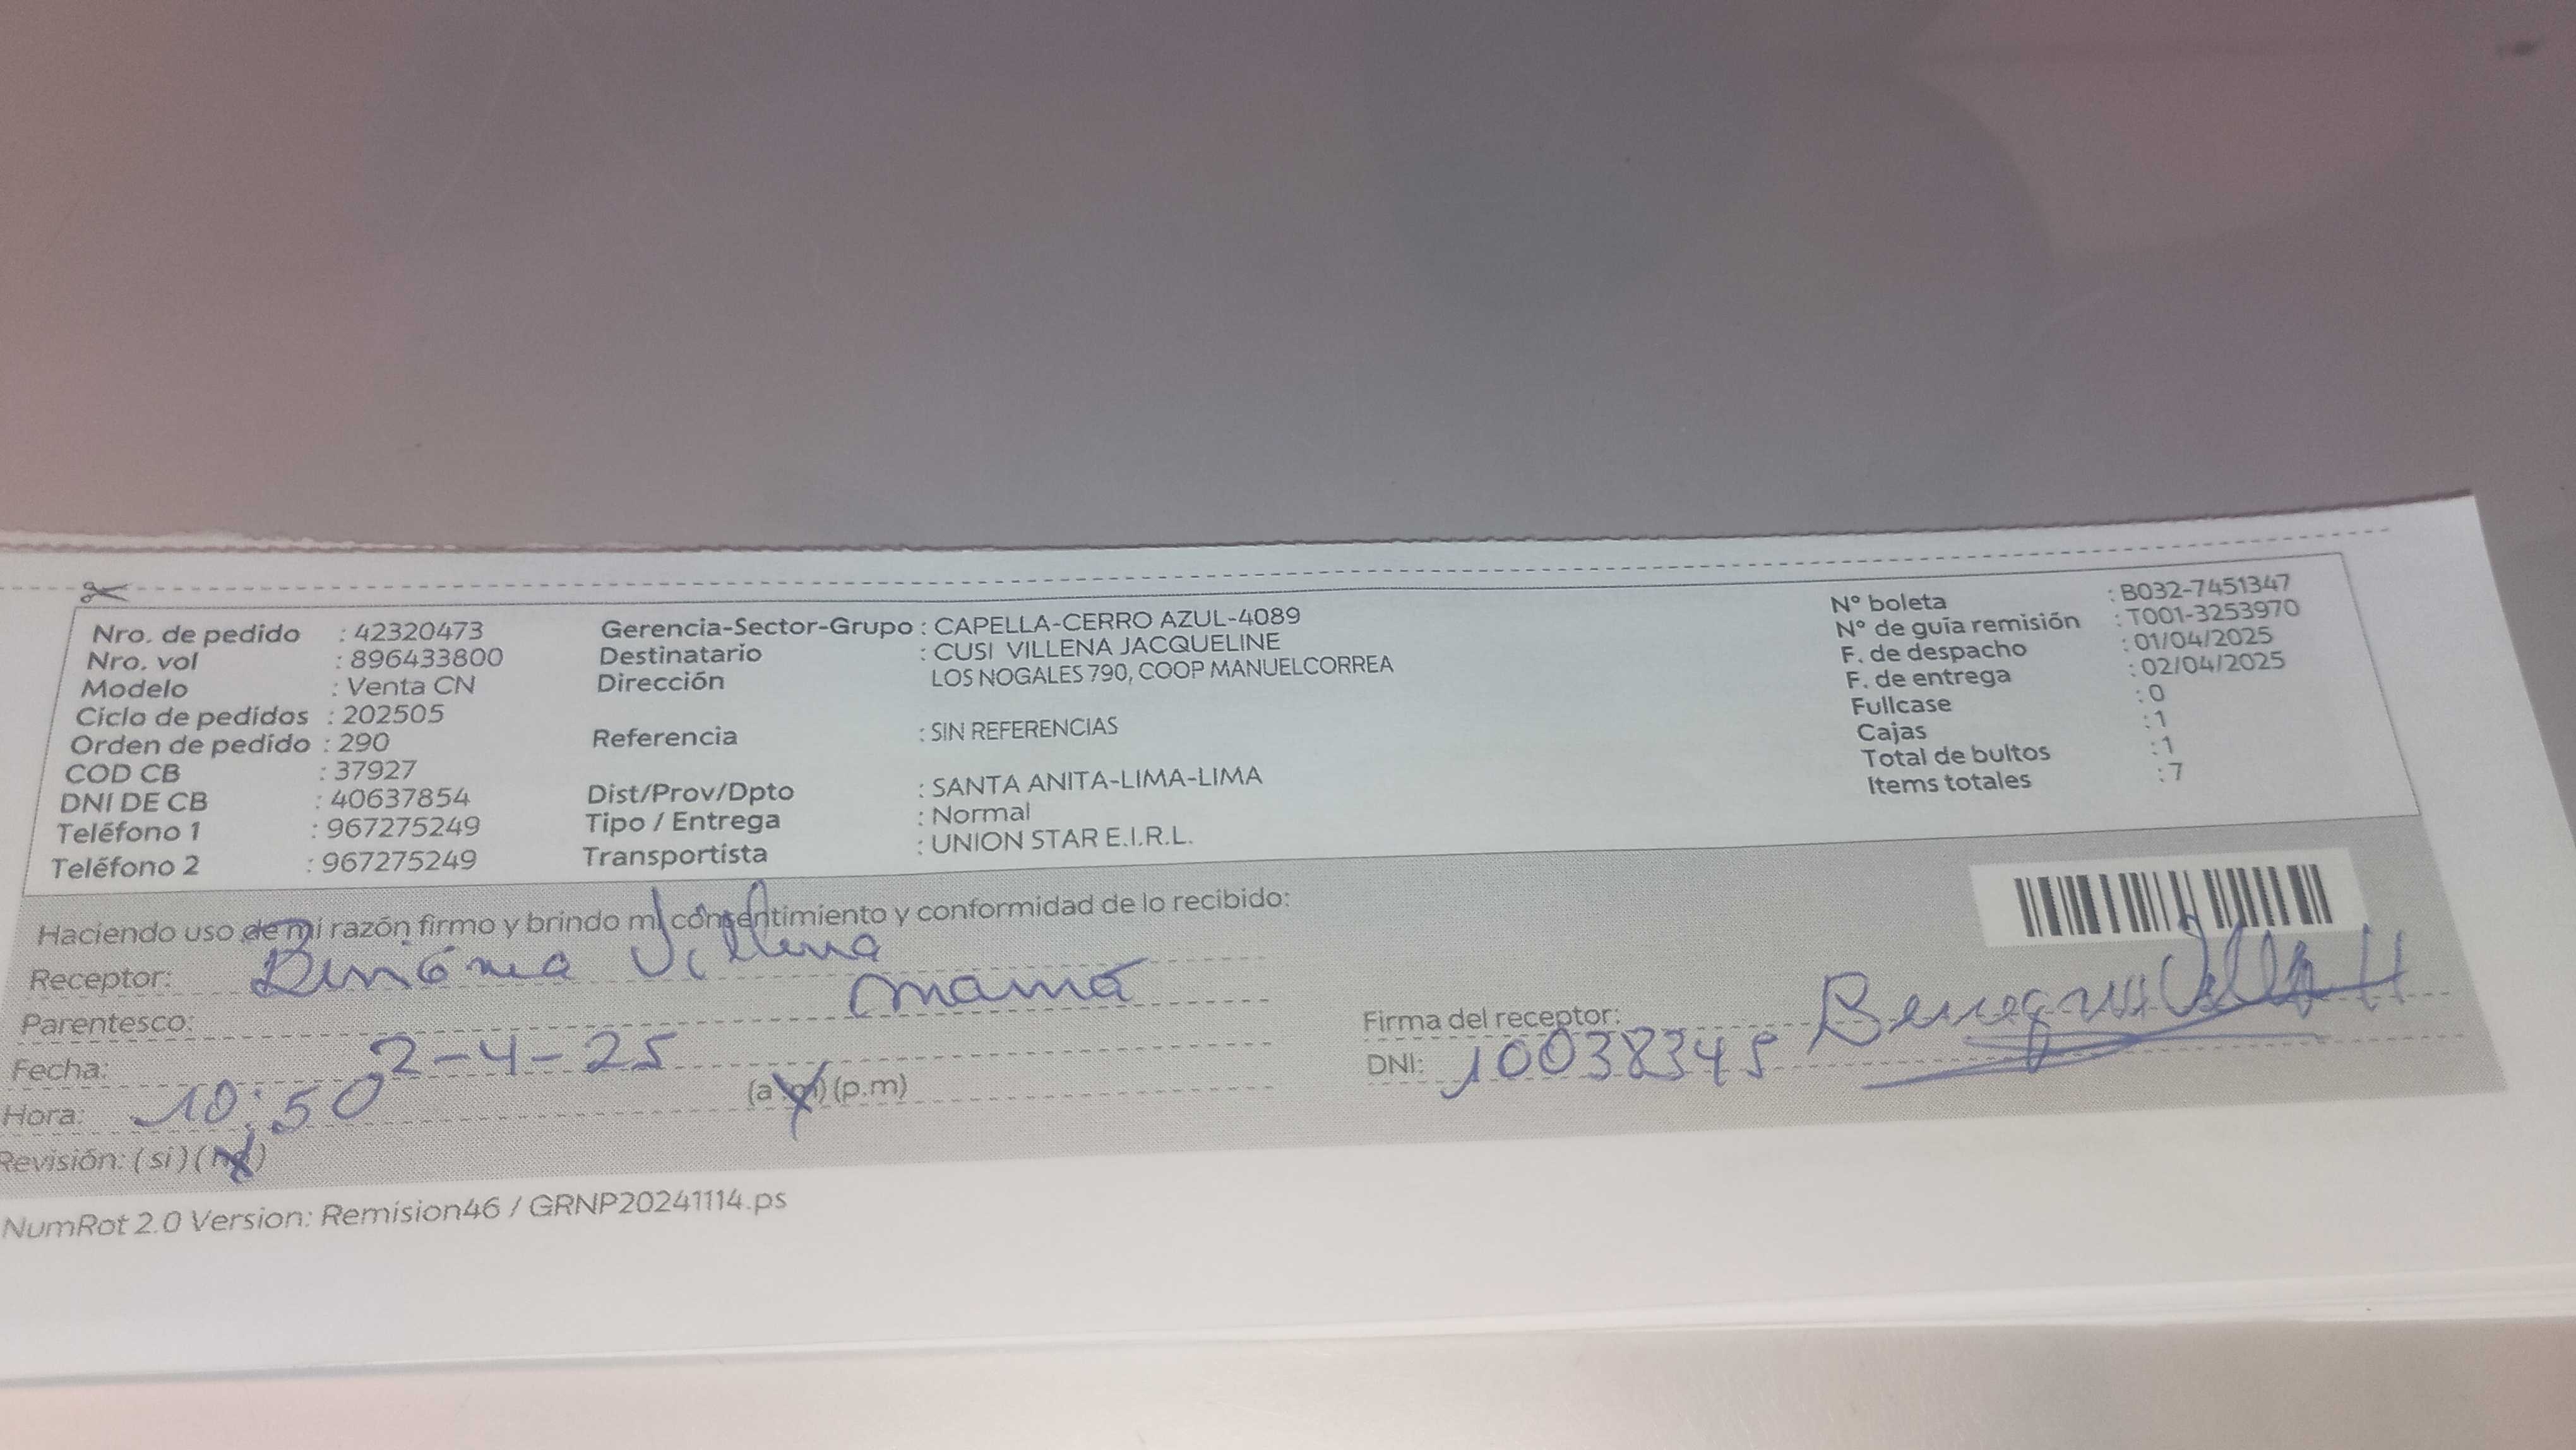 Nro. de pedido : 42320473
Nro. vol : 896433800
Modelo : Venta CN
Ciclo de pedidos : 202505
Orden de pedido : 290
COD CB : 37927
DNI DE CB : 40637854
Teléfono 1 : 967275249
Teléfono 2 : 967275249
Gerencia-Sector-Grupo : CAPELLA-CERRO AZUL-4089
Destinatario : CUSI VILLENA JACQUELINE
Dirección LOS NOGALES 790, COOP MANUELCORREA
Referencia : SIN REFERENCIAS
Dist/Prov/Dpto : SANTA ANITA-LIMA-LIMA
Tipo / Entrega : Normal
Transportista : UNION STAR E.I.R.L.
N° boleta : B032-7451347
N° de guía remisión : T001-3253970
F. de despacho : 01/04/2025
F. de entrega : 02/04/2025
Fullcase : 0
Cajas : 1
Total de bultos : 1
Items totales : 7
Haciendo uso de mi razón firmo y brindo mi consentimiento y conformidad de lo recibido:
Receptor: Villena
Parentesco: mamá
Fecha: 2-4-25
Hora: 10:50 (a.m) (p.m)
Revisión: (si) (no)
Firma del receptor:
DNI: 10038345
NumRot 2.0 Version: Remision46 / GRNP20241114.ps